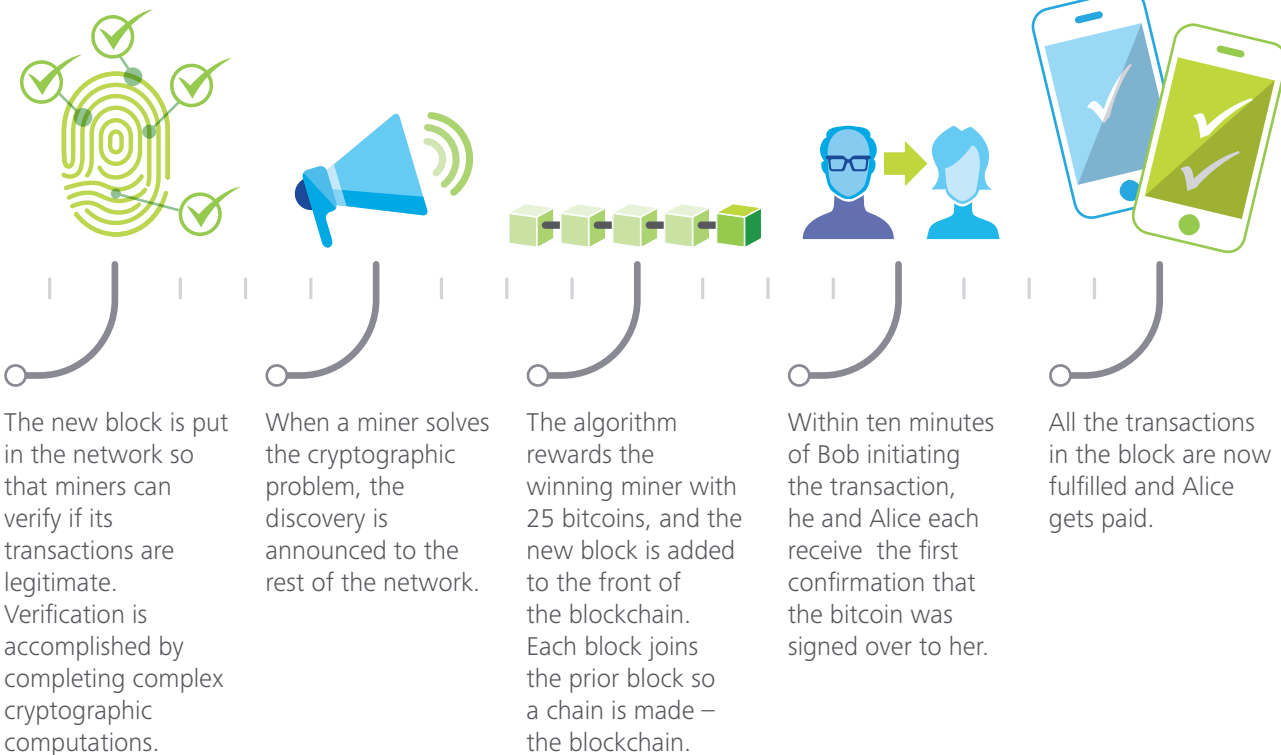 The new block is put
in the network so
that miners can
verify if its
transactions are
legitimate.
Verification is
accomplished by
completing complex
cryptographic
computations.
When a miner solves
the cryptographic
problem, the
discovery is
announced to the
rest of the network.
The algorithm
rewards the
winning miner with
25 bitcoins, and the
new block is added
to the front of
the blockchain.
Each block joins
the prior block so
a chain is made –
the blockchain.
Within ten minutes
of Bob initiating
the transaction,
he and Alice each
receive  the first
confirmation that
the bitcoin was
signed over to her.
All the transactions
in the block are now
fulfilled and Alice
gets paid.